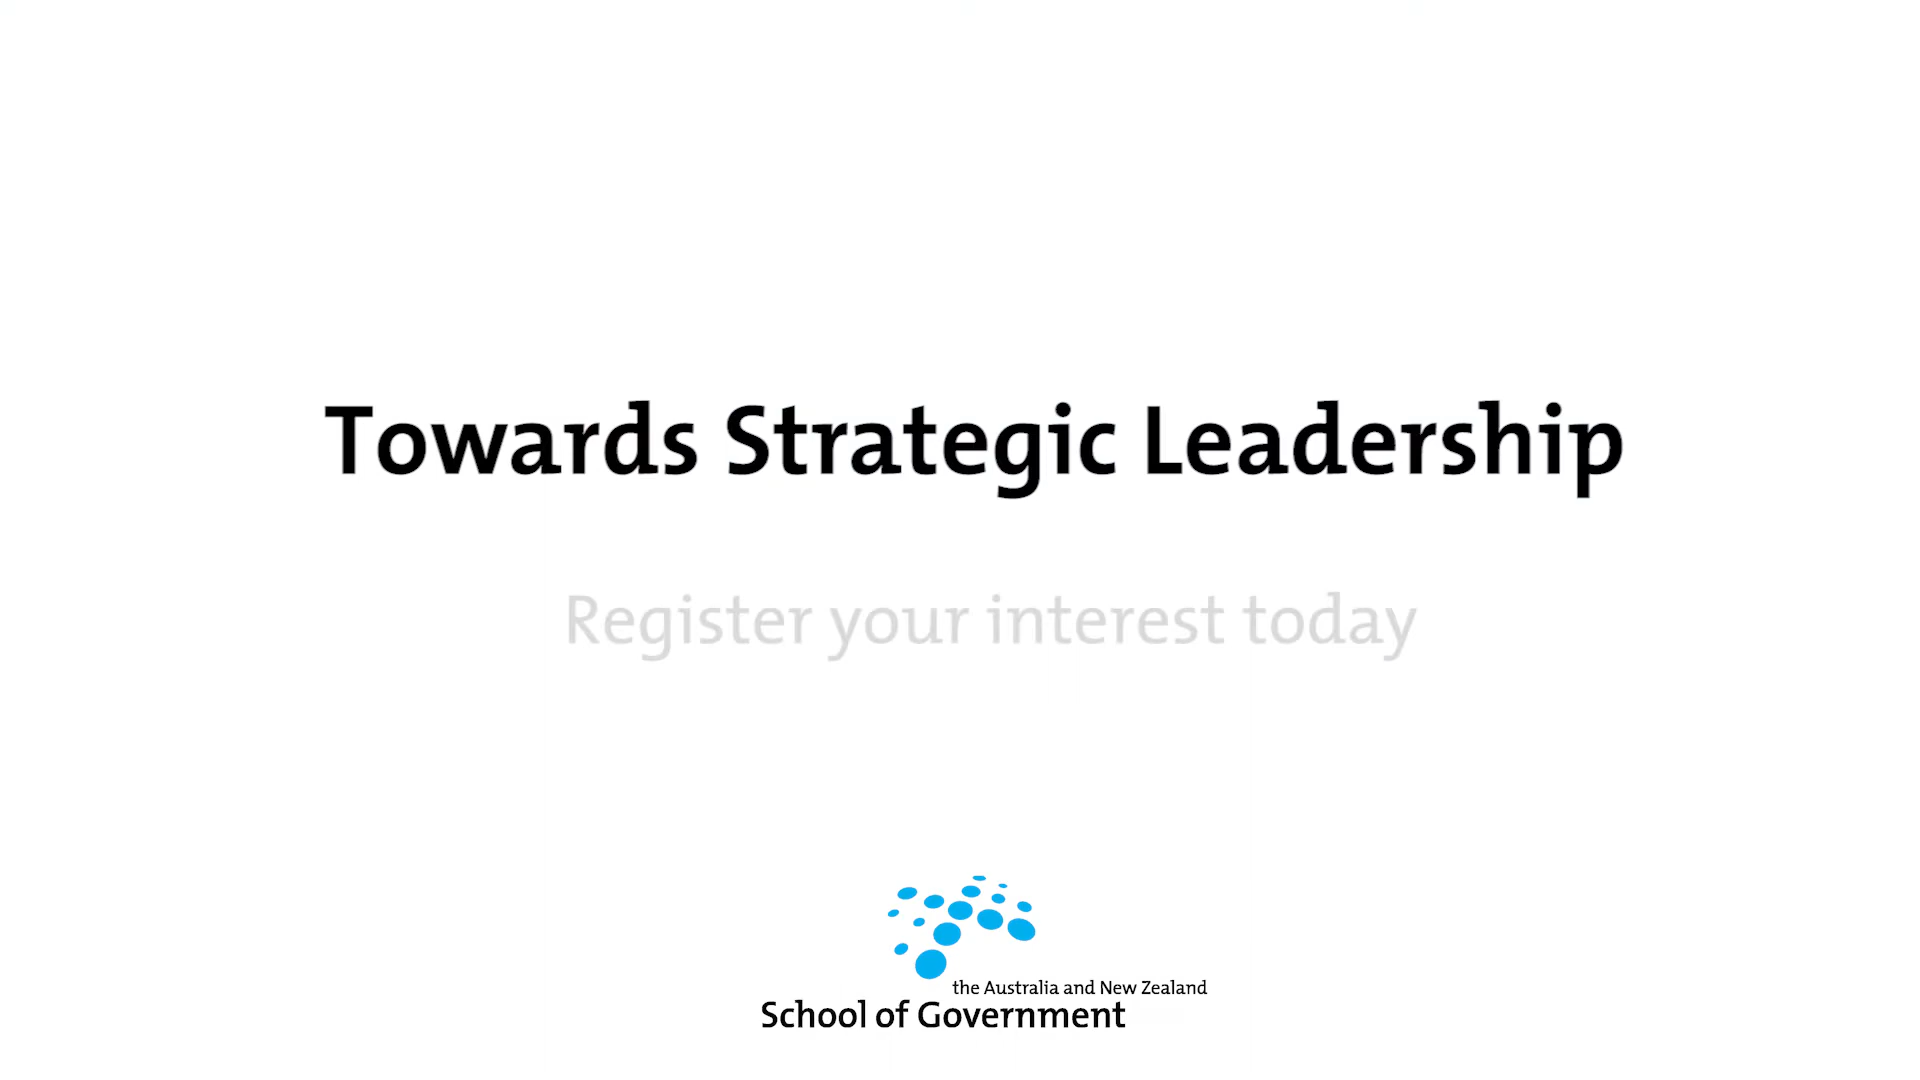 Towards Strategic Leadership
Register your interest today
the Australia and New Zealand
School of Government